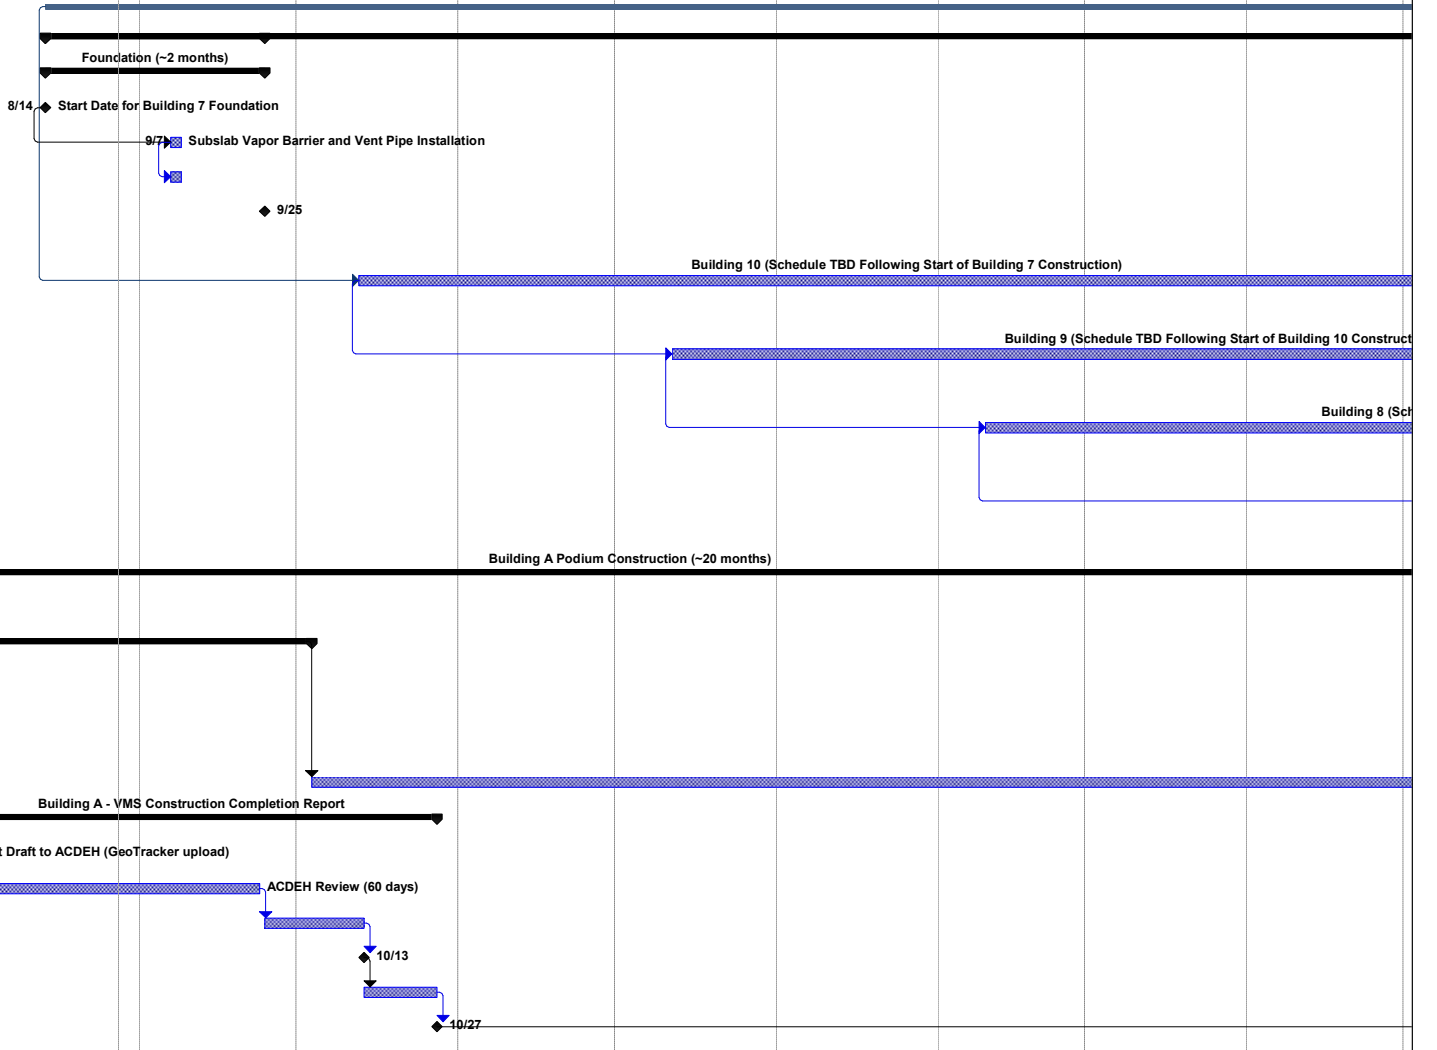 Foundation (~2 months)
8/14 Start Date for Building 7 Foundation
9/7 Subslab Vapor Barrier and Vent Pipe Installation
9/25
Building 10 (Schedule TBD Following Start of Building 7 Construction)
Building 9 (Schedule TBD Following Start of Building 10 Construct
Building 8 (Sch
Building A Podium Construction (~20 months)
Building A - VMS Construction Completion Report
t Draft to ACDEH (GeoTracker upload)
ACDEH Review (60 days)
10/13
10/27